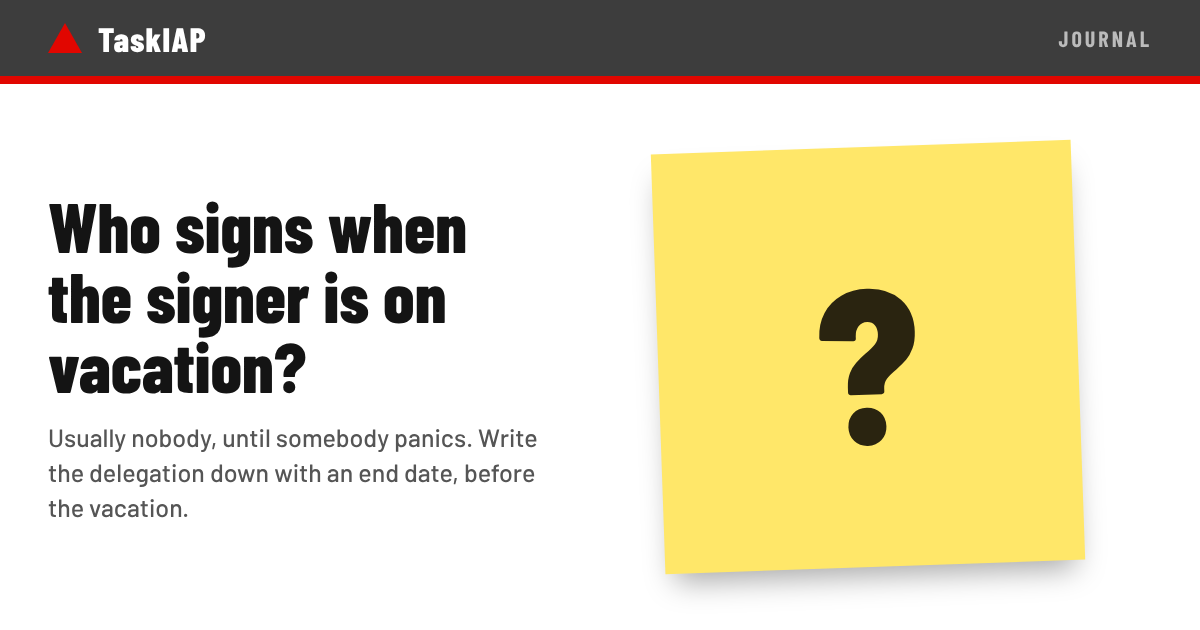 TaskIAP
JOURNAL
Who signs when
the signer is on
vacation?
Usually nobody, until somebody panics. Write
the delegation down with an end date, before
the vacation.
?